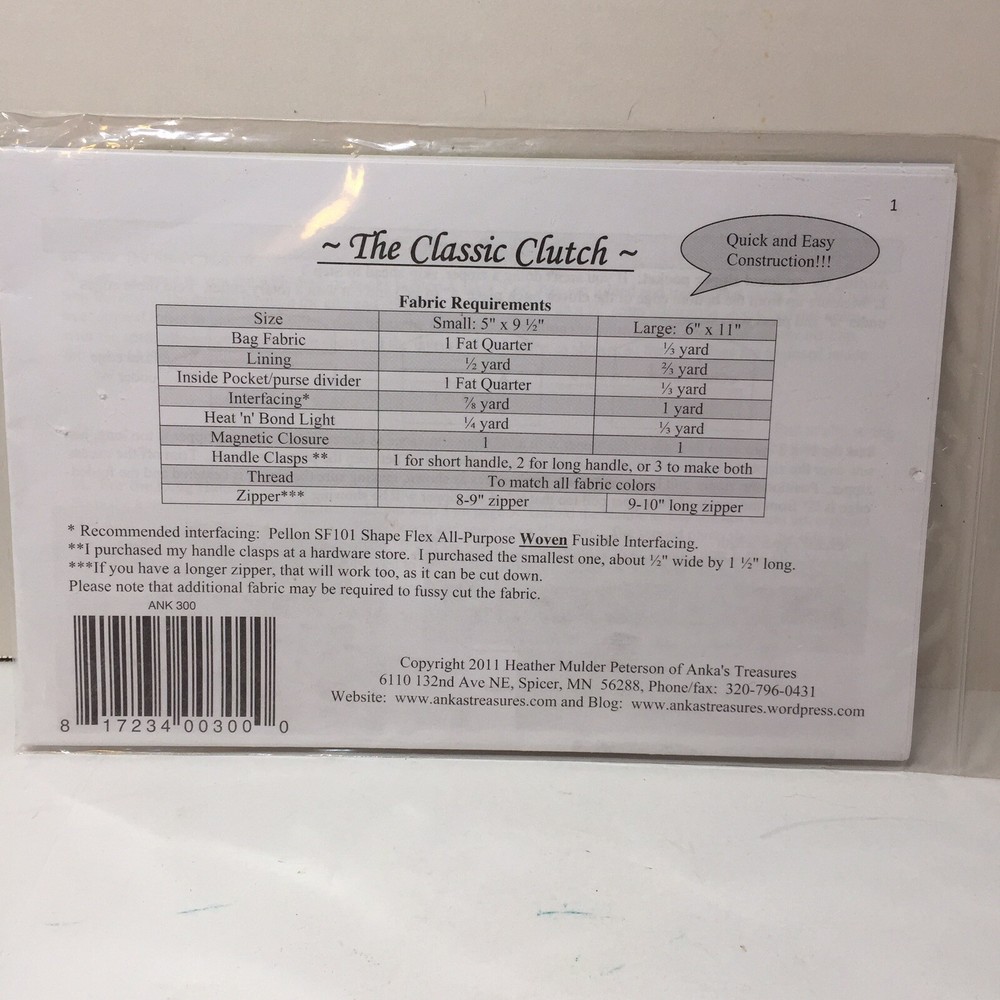 1
~ The Classic Clutch ~
Quick and Easy
Construction!!!
Fabric Requirements
Size Small: 5" x 9 ½" Large: 6" x 11"
Bag Fabric 1 Fat Quarter ⅓ yard
Lining ½ yard ⅔ yard
Inside Pocket/purse divider 1 Fat Quarter ⅓ yard
Interfacing* ⅞ yard 1 yard
Heat 'n' Bond Light ¼ yard ⅓ yard
Magnetic Closure 1 1
Handle Clasps ** 1 for short handle, 2 for long handle, or 3 to make both
Thread To match all fabric colors
Zipper*** 8-9" zipper 9-10" long zipper
* Recommended interfacing: Pellon SF101 Shape Flex All-Purpose Woven Fusible Interfacing.
**I purchased my handle clasps at a hardware store. I purchased the smallest one, about ½" wide by 1 ½" long.
***If you have a longer zipper, that will work too, as it can be cut down.
Please note that additional fabric may be required to fussy cut the fabric.
ANK 300
8 17234 00300 0
Copyright 2011 Heather Mulder Peterson of Anka's Treasures
6110 132nd Ave NE, Spicer, MN 56288, Phone/fax: 320-796-0431
Website: www.ankastreasures.com and Blog: www.ankastreasures.wordpress.com